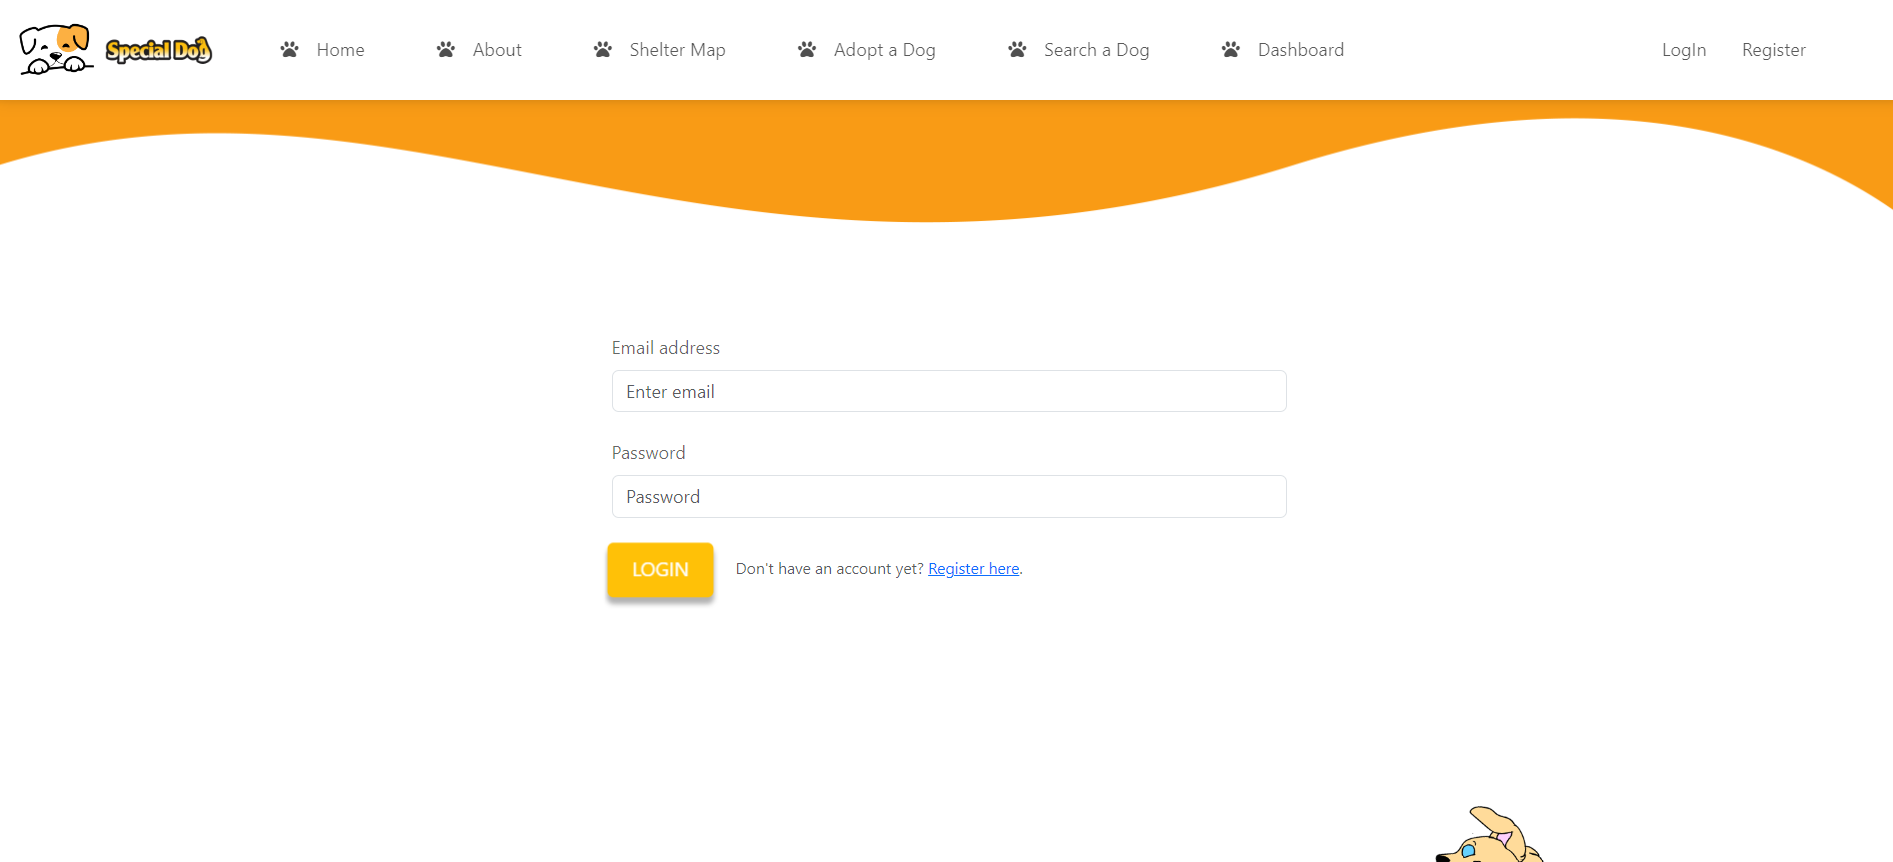 Special Dog Home About Shelter Map Adopt a Dog Search a Dog Dashboard LogIn Register
Email address
Enter email
Password
Password
LOGIN Don't have an account yet? Register here.